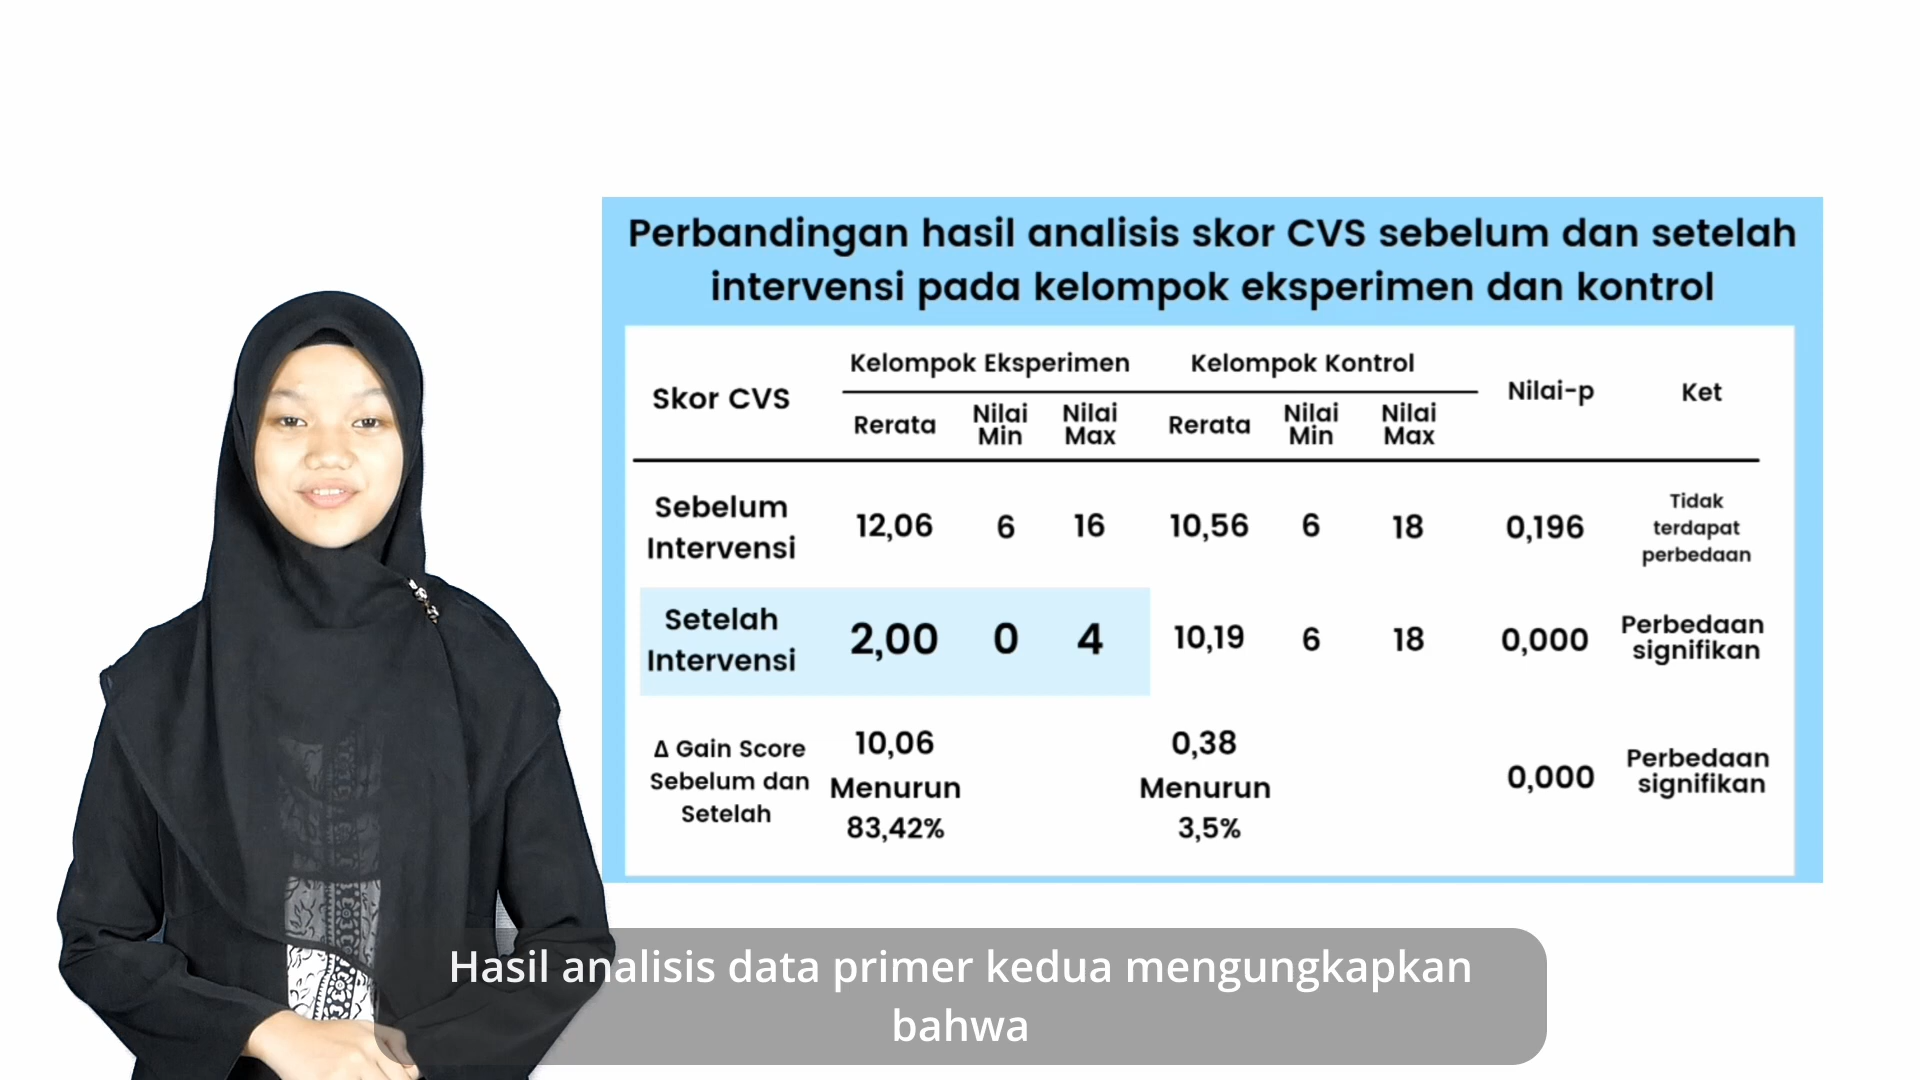 Perbandingan hasil analisis skor CVS sebelum dan setelah
intervensi pada kelompok eksperimen dan kontrol
Skor CVS
Kelompok Eksperimen
Kelompok Kontrol
Nilai-p
Ket
Rerata
Nilai
Min
Nilai
Max
Rerata
Nilai
Min
Nilai
Max
Sebelum
Intervensi
12,06
6
16
10,56
6
18
0,196
Tidak
terdapat
perbedaan
Setelah
Intervensi
2,00
0
4
10,19
6
18
0,000
Perbedaan
signifikan
Δ Gain Score
Sebelum dan
Setelah
10,06
Menurun
83,42%
0,38
Menurun
3,5%
0,000
Perbedaan
signifikan
Hasil analisis data primer kedua mengungkapkan
bahwa